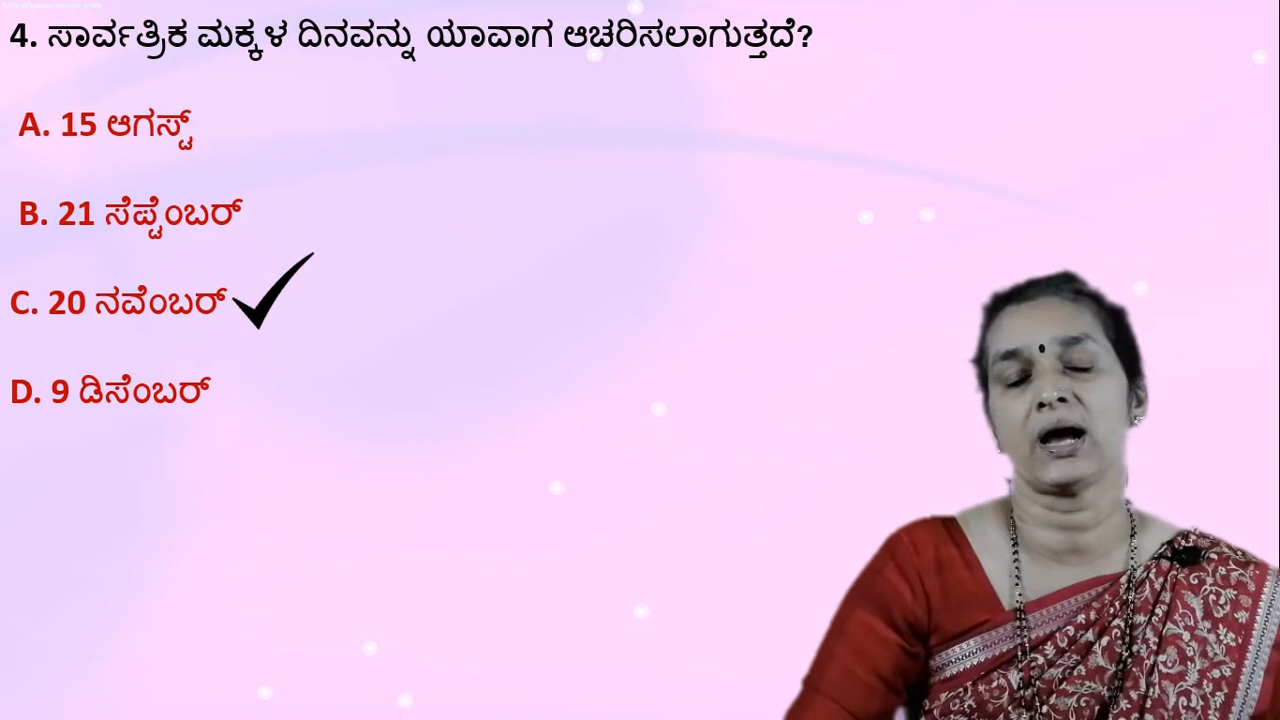 4. ಸಾರ್ವತ್ರಿಕ ಮಕ್ಕಳ ದಿನವನ್ನು ಯಾವಾಗ ಆಚರಿಸಲಾಗುತ್ತದೆ?
A. 15 ಆಗಸ್ಟ್
B. 21 ಸೆಪ್ಟೆಂಬರ್
C. 20 ನವೆಂಬರ್
D. 9 ಡಿಸೆಂಬರ್